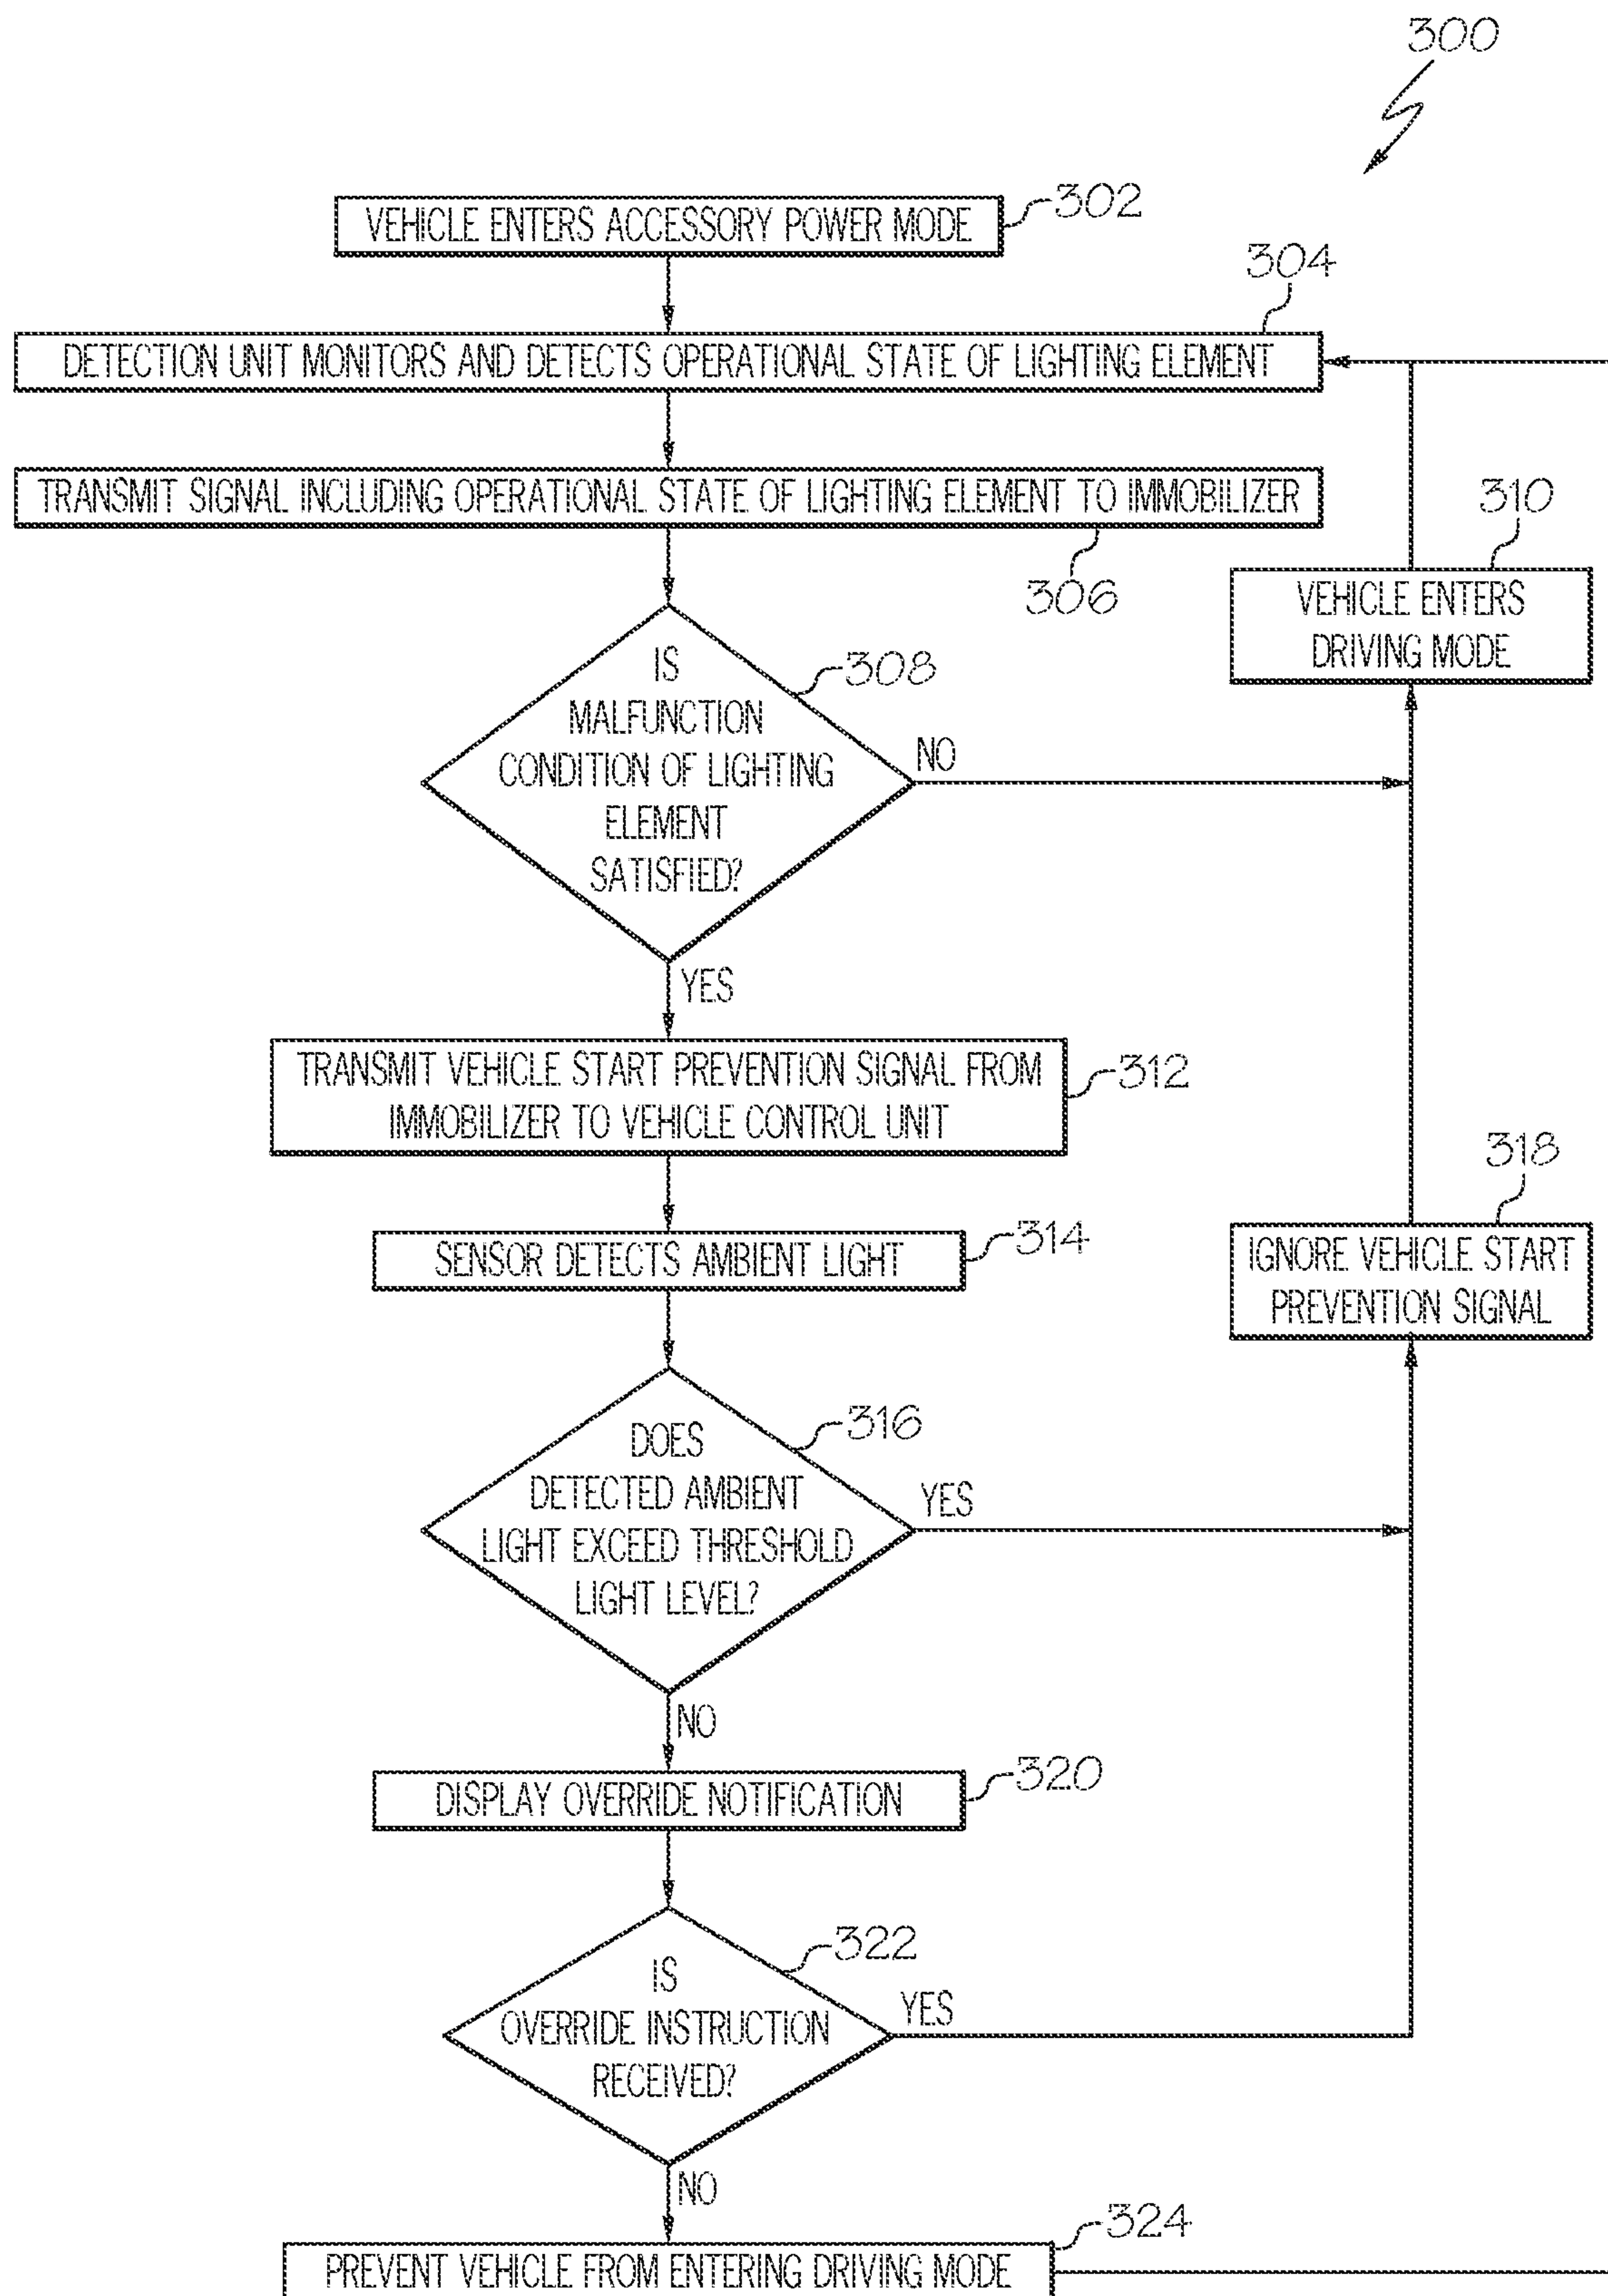 300
VEHICLE ENTERS ACCESSORY POWER MODE
302
304
DETECTION UNIT MONITORS AND DETECTS OPERATIONAL STATE OF LIGHTING ELEMENT
TRANSMIT SIGNAL INCLUDING OPERATIONAL STATE OF LIGHTING ELEMENT TO IMMOBILIZER
306
310
VEHICLE ENTERS
DRIVING MODE
IS
MALFUNCTION
CONDITION OF LIGHTING
ELEMENT
SATISFIED?
308
NO
YES
TRANSMIT VEHICLE START PREVENTION SIGNAL FROM
IMMOBILIZER TO VEHICLE CONTROL UNIT
312
SENSOR DETECTS AMBIENT LIGHT
314
318
IGNORE VEHICLE START
PREVENTION SIGNAL
DOES
DETECTED AMBIENT
LIGHT EXCEED THRESHOLD
LIGHT LEVEL?
316
YES
NO
DISPLAY OVERRIDE NOTIFICATION
320
IS
OVERRIDE INSTRUCTION
RECEIVED?
322
YES
NO
324
PREVENT VEHICLE FROM ENTERING DRIVING MODE